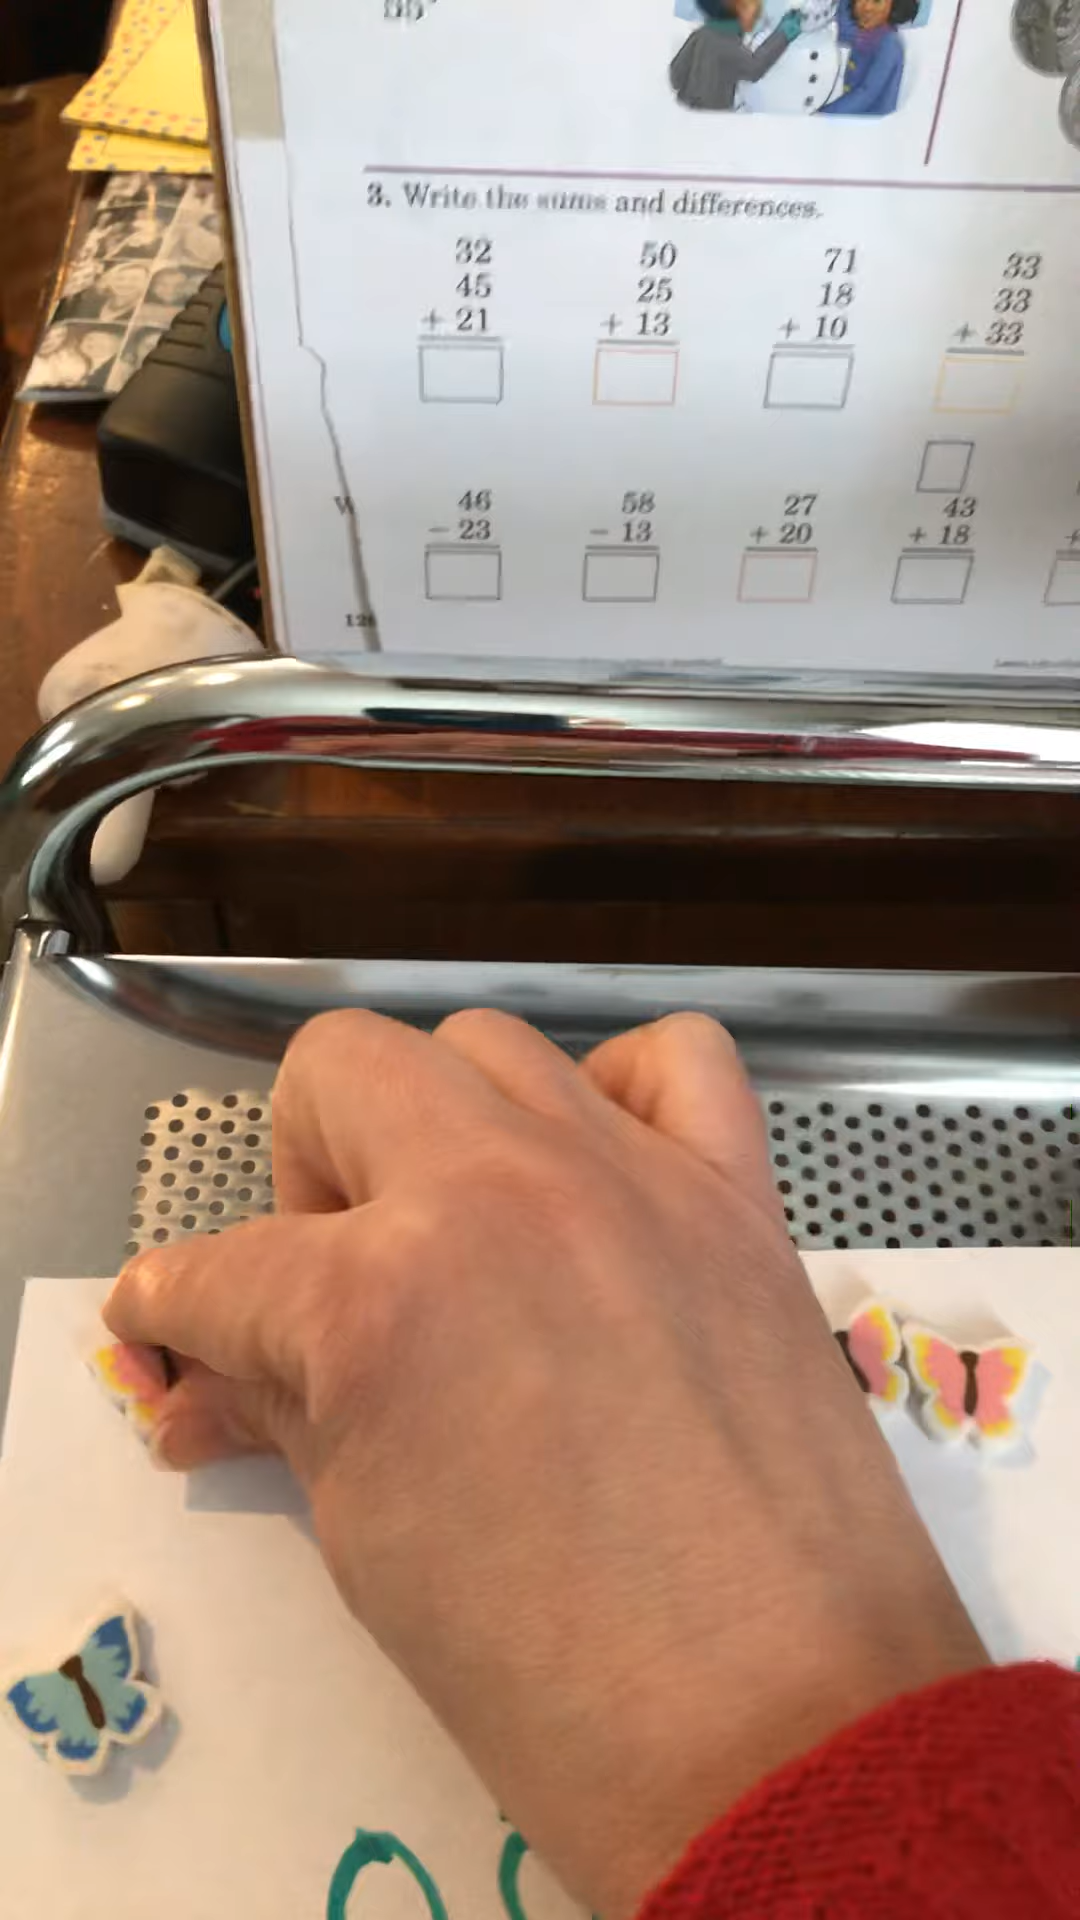 3. Write the sums and differences.
32 50 71 33
45 25 18 33
+ 21 + 13 + 10 + 33
46 58 27 43
- 23 - 13 + 20 + 18